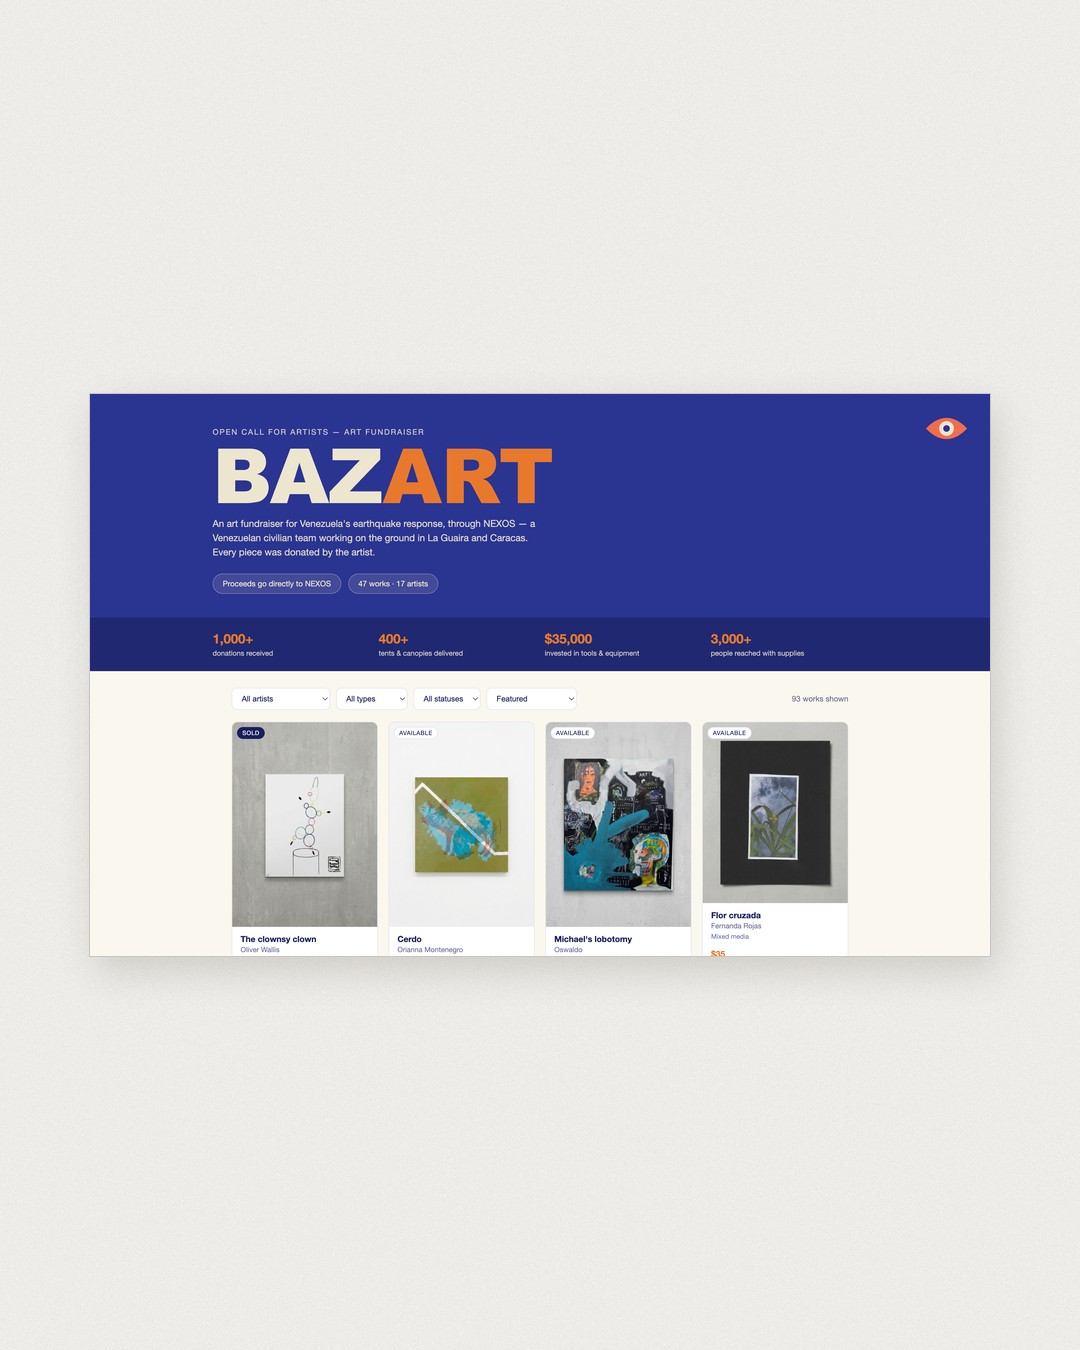 OPEN CALL FOR ARTISTS — ART FUNDRAISER
BAZART
An art fundraiser for Venezuela's earthquake response, through NEXOS — a
Venezuelan civilian team working on the ground in La Guaira and Caracas.
Every piece was donated by the artist.
Proceeds go directly to NEXOS
47 works · 17 artists
1,000+
donations received
400+
tents & canopies delivered
$35,000
invested in tools & equipment
3,000+
people reached with supplies
All artists
All types
All statuses
Featured
93 works shown
SOLD
The clownsy clown
Oliver Wallis
AVAILABLE
Cerdo
Orianna Montenegro
AVAILABLE
ART
Michael's lobotomy
Oswaldo
AVAILABLE
Flor cruzada
Fernanda Rojas
Mixed media
$35